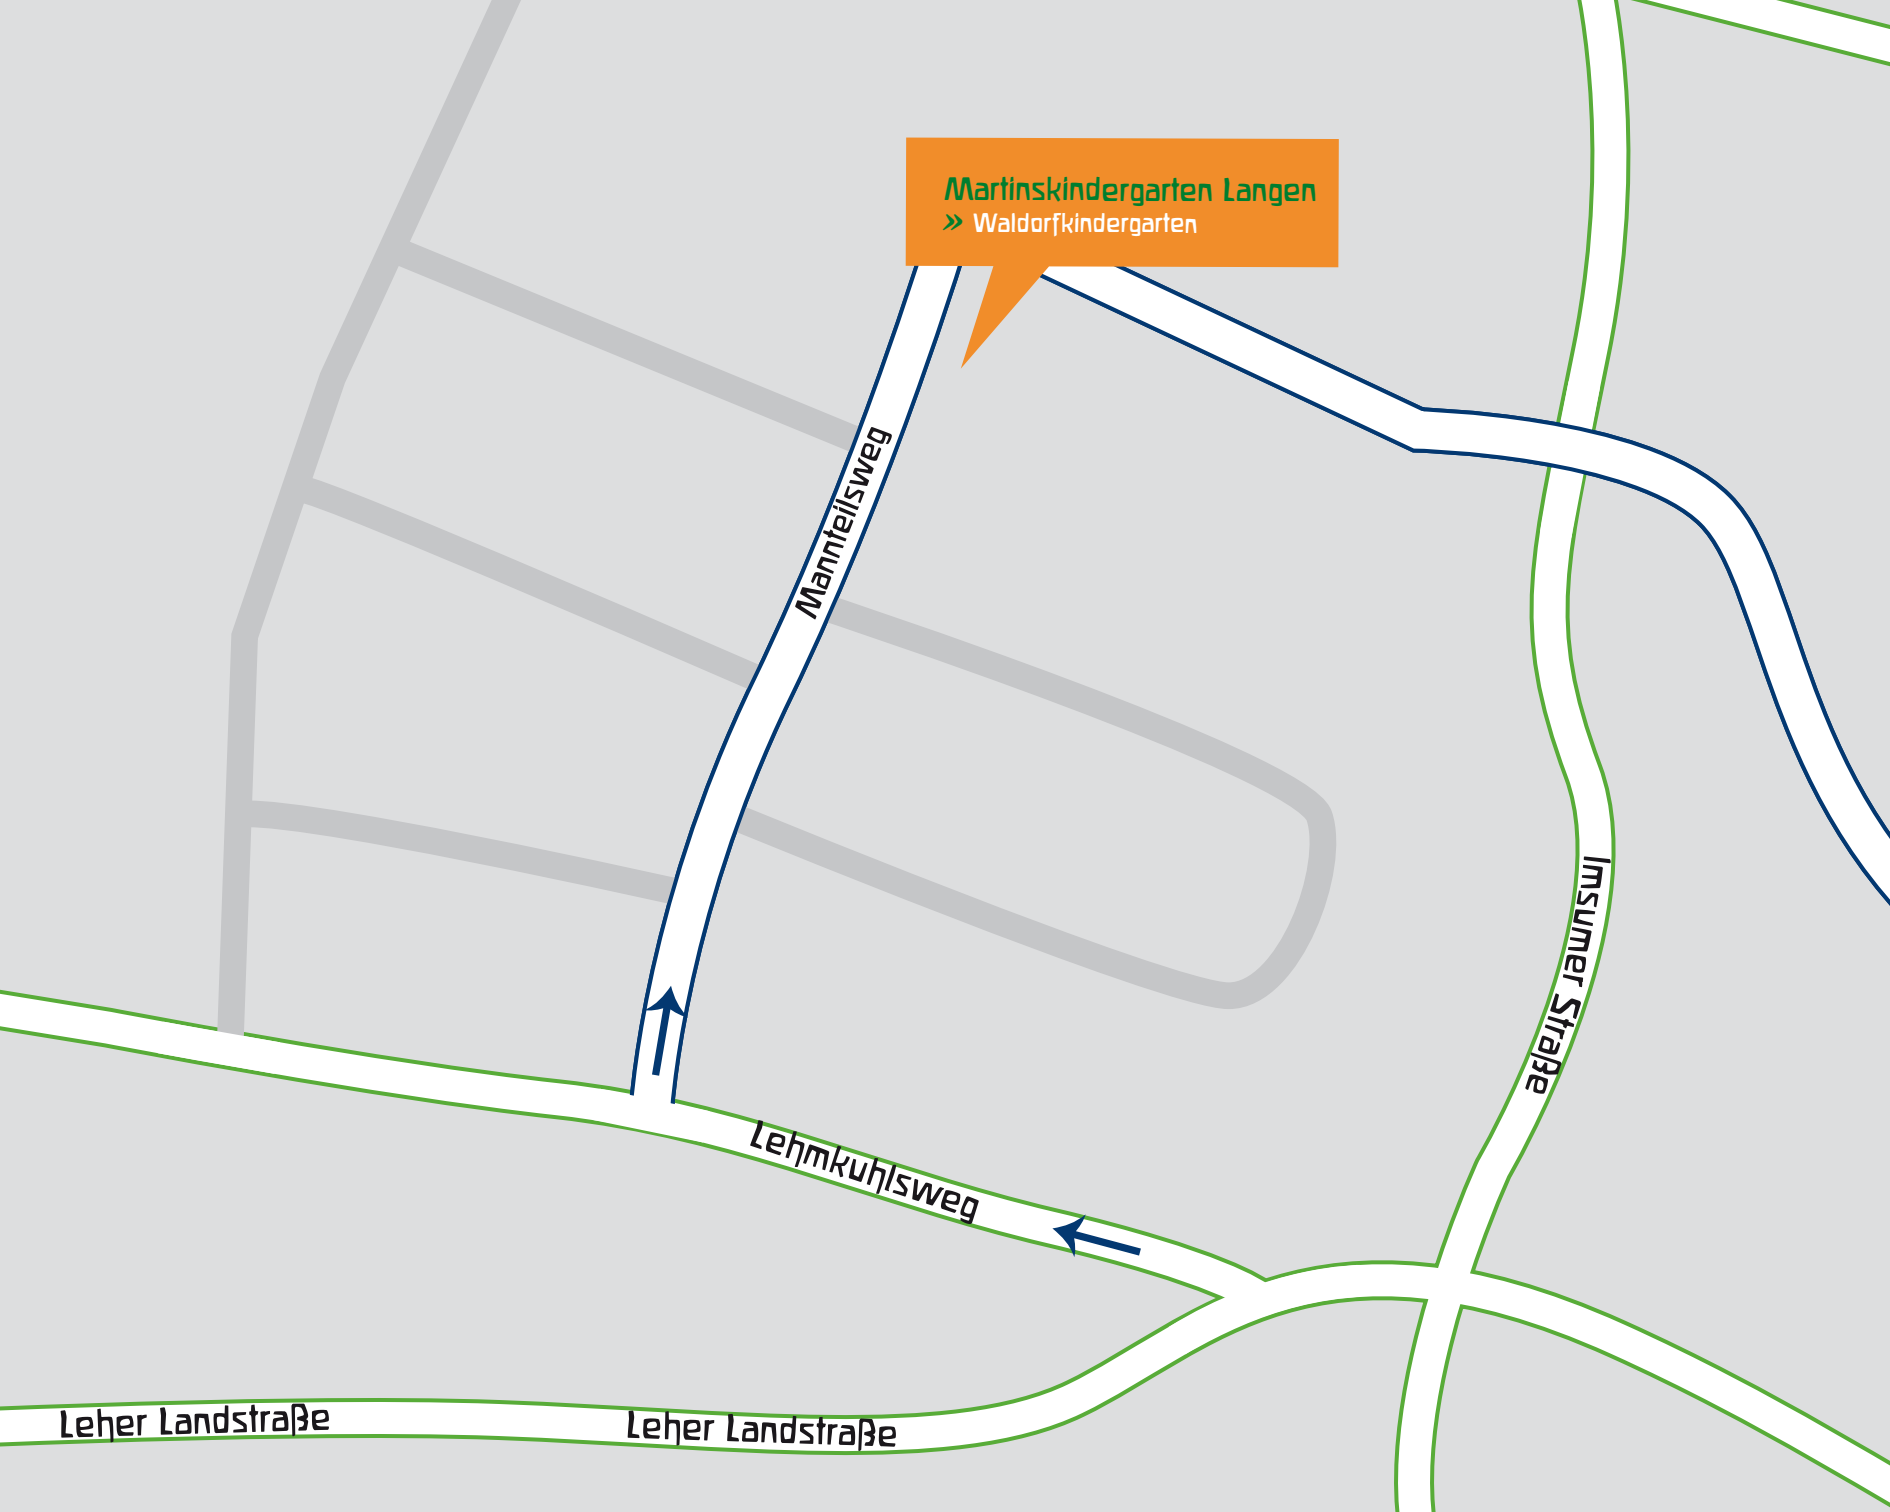 Martinskindergarten Langen
» Waldorfkindergarten
Mannteilsweg
Imsumer Straße
Lehmkuhlsweg
Leher Landstraße
Leher Landstraße